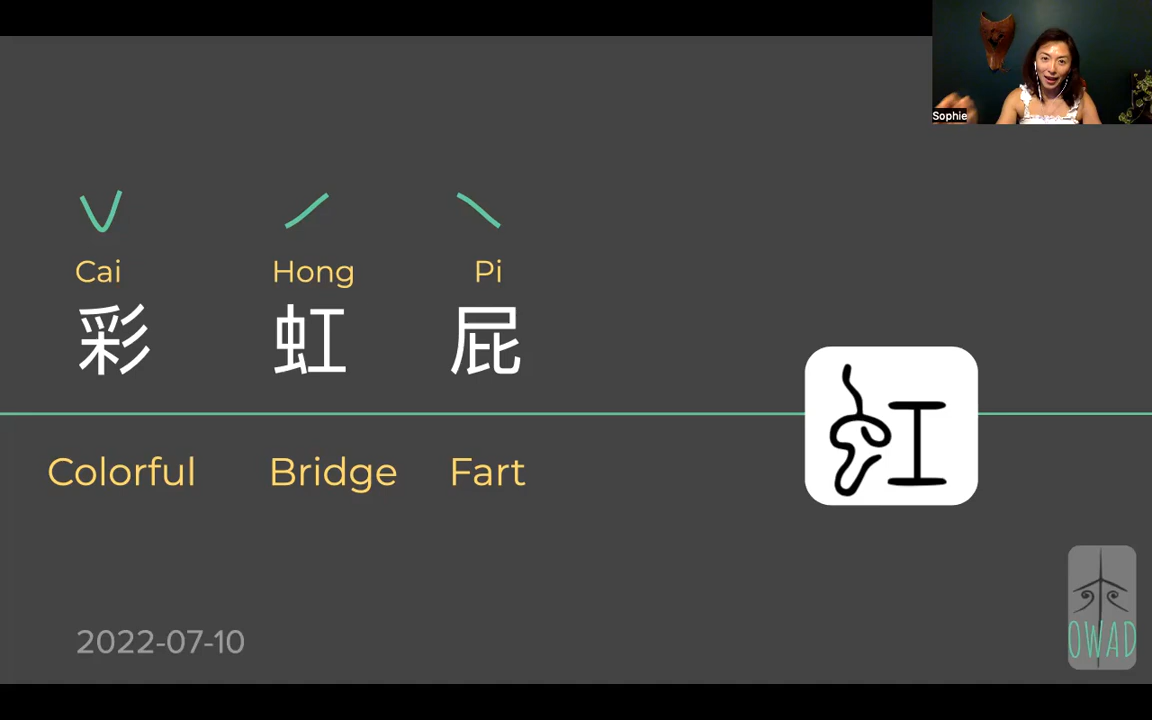 Sophie
Cai Hong Pi
彩 虹 屁
Colorful Bridge Fart
2022-07-10
OWAD